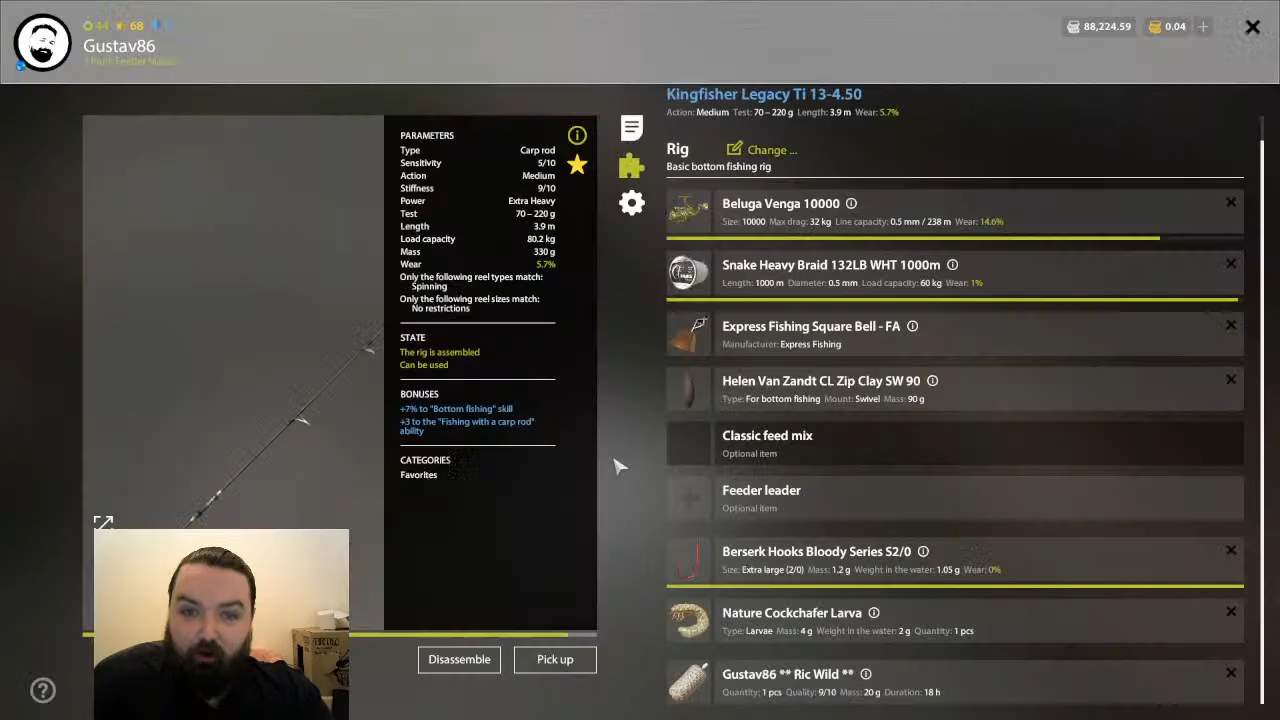 44 68
Gustav86
88,224.59
0.04
Kingfisher Legacy Ti 13-4.50
Action: Medium Test: 70 – 220 g Length: 3.9 m Wear: 5.7%
Rig
Change ...
Basic bottom fishing rig
PARAMETERS
Type Carp rod
Sensitivity 5/10
Action Medium
Stiffness 9/10
Power Extra Heavy
Test 70 – 220 g
Length 3.9 m
Load capacity 80.2 kg
Mass 330 g
Wear 5.7%
Only the following reel types match:
Spinning
Only the following reel sizes match:
No restrictions
STATE
The rig is assembled
Can be used
BONUSES
+7% to "Bottom fishing" skill
+3 to the "Fishing with a carp rod"
ability
CATEGORIES
Favorites
Disassemble
Pick up
Beluga Venga 10000
Size: 10000 Max drag: 32 kg Line capacity: 0.5 mm / 238 m Wear: 14.6%
Snake Heavy Braid 132LB WHT 1000m
Length: 1000 m Diameter: 0.5 mm Load capacity: 60 kg Wear: 1%
Express Fishing Square Bell - FA
Manufacturer: Express Fishing
Helen Van Zandt CL Zip Clay SW 90
Type: For bottom fishing Mount: Swivel Mass: 90 g
Classic feed mix
Optional item
Feeder leader
Optional item
Berserk Hooks Bloody Series S2/0
Size: Extra large (2/0) Mass: 1.2 g Weight in the water: 1.05 g Wear: 0%
Nature Cockchafer Larva
Type: Larvae Mass: 4 g Weight in the water: 2 g Quantity: 1 pcs
Gustav86 ** Ric Wild **
Quantity: 1 pcs Quality: 9/10 Mass: 20 g Duration: 18 h